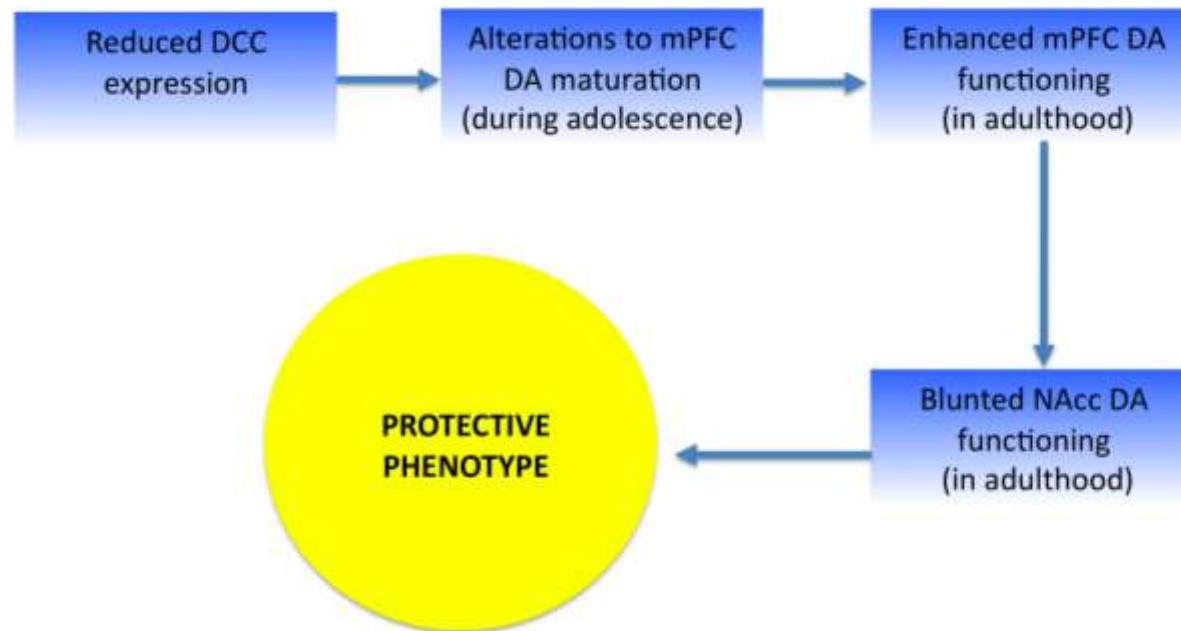 Reduced DCC
expression
Alterations to mPFC
DA maturation
(during adolescence)
Enhanced mPFC DA
functioning
(in adulthood)
Blunted NAcc DA
functioning
(in adulthood)
PROTECTIVE
PHENOTYPE